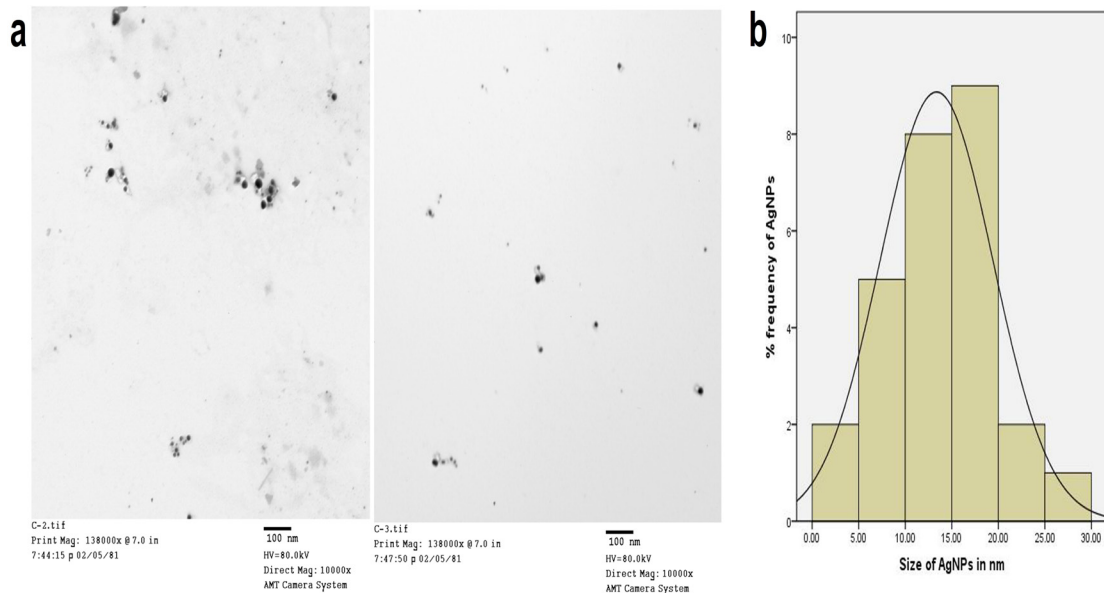 a
C-2.tif
Print Mag: 138000x @ 7.0 in
7:44:15 p 02/05/81
100 nm
HV=80.0kV
Direct Mag: 10000x
AMT Camera System
C-3.tif
Print Mag: 138000x @ 7.0 in
7:47:50 p 02/05/81
100 nm
HV=80.0kV
Direct Mag: 10000x
AMT Camera System
b
% frequency of AgNPs
10
8
6
4
2
0
0.00 5.00 10.00 15.00 20.00 25.00 30.00
Size of AgNPs in nm